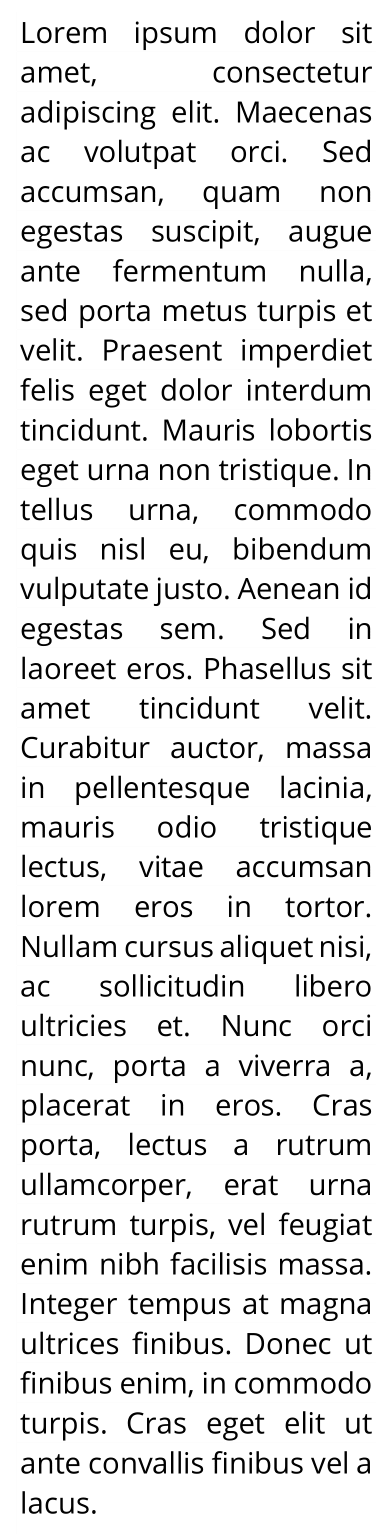 Lorem ipsum dolor sit
amet, consectetur
adipiscing elit. Maecenas
ac volutpat orci. Sed
accumsan, quam non
egestas suscipit, augue
ante fermentum nulla,
sed porta metus turpis et
velit. Praesent imperdiet
felis eget dolor interdum
tincidunt. Mauris lobortis
eget urna non tristique. In
tellus urna, commodo
quis nisl eu, bibendum
vulputate justo. Aenean id
egestas sem. Sed in
laoreet eros. Phasellus sit
amet tincidunt velit.
Curabitur auctor, massa
in pellentesque lacinia,
mauris odio tristique
lectus, vitae accumsan
lorem eros in tortor.
Nullam cursus aliquet nisi,
ac sollicitudin libero
ultricies et. Nunc orci
nunc, porta a viverra a,
placerat in eros. Cras
porta, lectus a rutrum
ullamcorper, erat urna
rutrum turpis, vel feugiat
enim nibh facilisis massa.
Integer tempus at magna
ultrices finibus. Donec ut
finibus enim, in commodo
turpis. Cras eget elit ut
ante convallis finibus vel a
lacus.